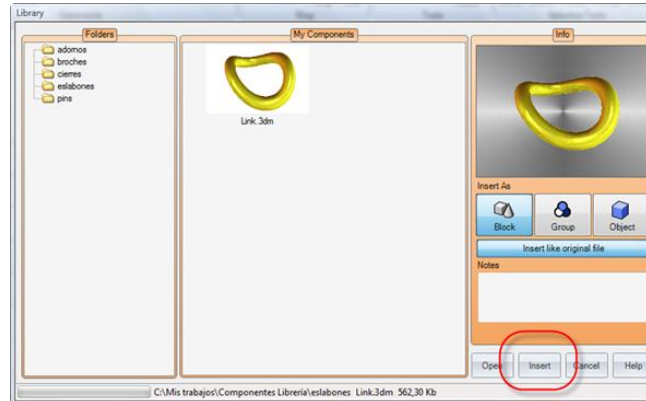 Library
Folders
adornos
broches
cierres
eslabones
pins
My Components
Link.3dm
Info
Insert As
Block
Group
Object
Insert like original file
Notes
Open
Insert
Cancel
Help
C:\Mis trabajos\Componentes Librería\eslabones Link.3dm 562,30 Kb